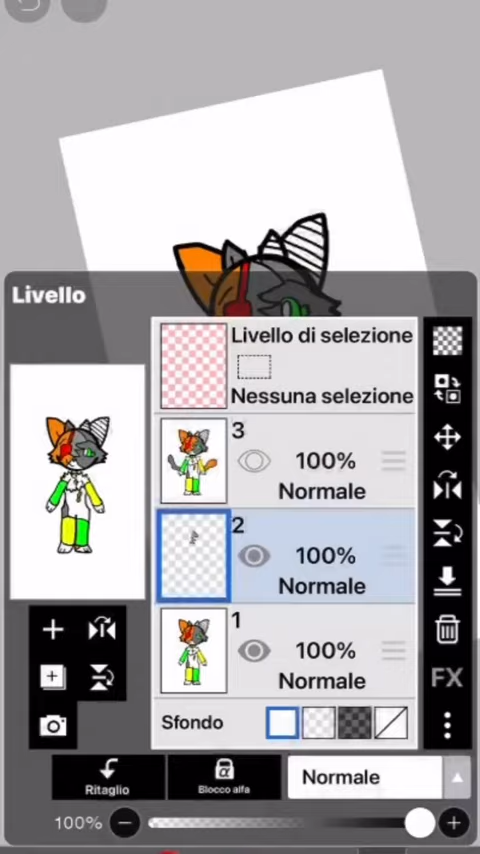 Livello
Livello di selezione
Nessuna selezione
3
100%
Normale
2
100%
Normale
1
100%
Normale
FX
Sfondo
α
Ritaglio
Blocco alfa
Normale
100%